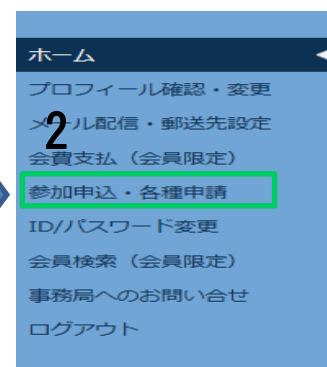 ホーム
プロフィール確認・変更
メール配信・郵送先設定
2
会費支払（会員限定）
参加申込・各種申請
ID/パスワード変更
会員検索（会員限定）
事務局へのお問い合せ
ログアウト